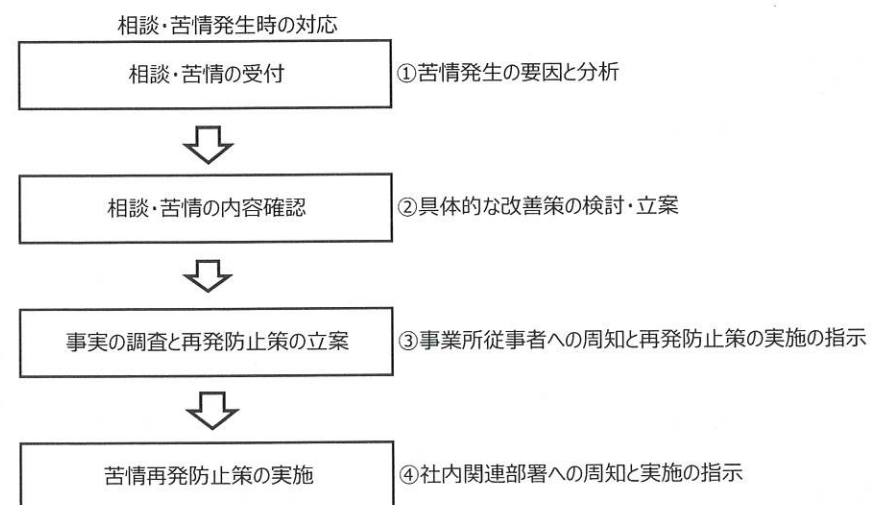 相談・苦情発生時の対応
相談・苦情の受付
①苦情発生の要因と分析
相談・苦情の内容確認
②具体的な改善策の検討・立案
事実の調査と再発防止策の立案
③事業所従事者への周知と再発防止策の実施の指示
苦情再発防止策の実施
④社内関連部署への周知と実施の指示